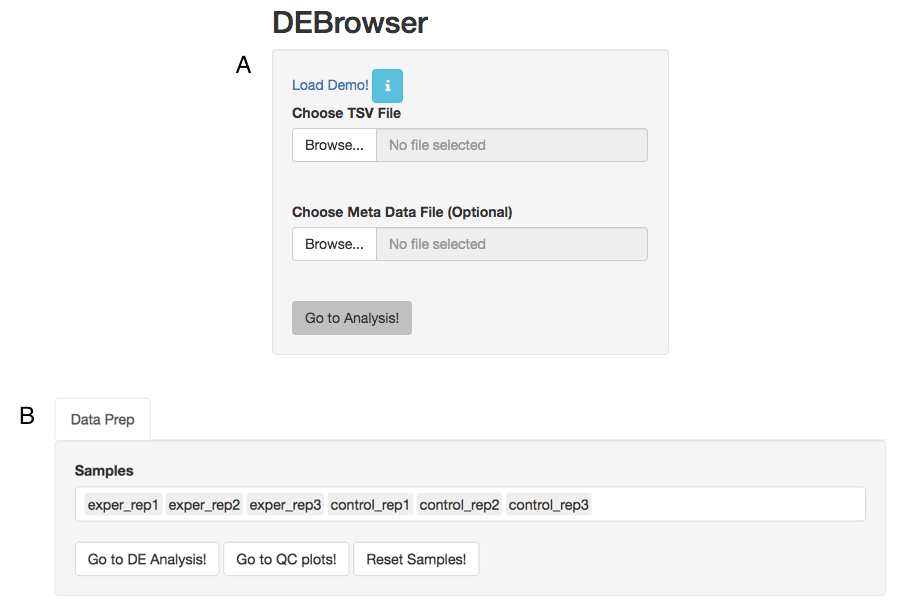 DEBrowser
A
Load Demo! i
Choose TSV File
Browse... No file selected
Choose Meta Data File (Optional)
Browse... No file selected
Go to Analysis!
B
Data Prep
Samples
exper_rep1 exper_rep2 exper_rep3 control_rep1 control_rep2 control_rep3
Go to DE Analysis! Go to QC plots! Reset Samples!